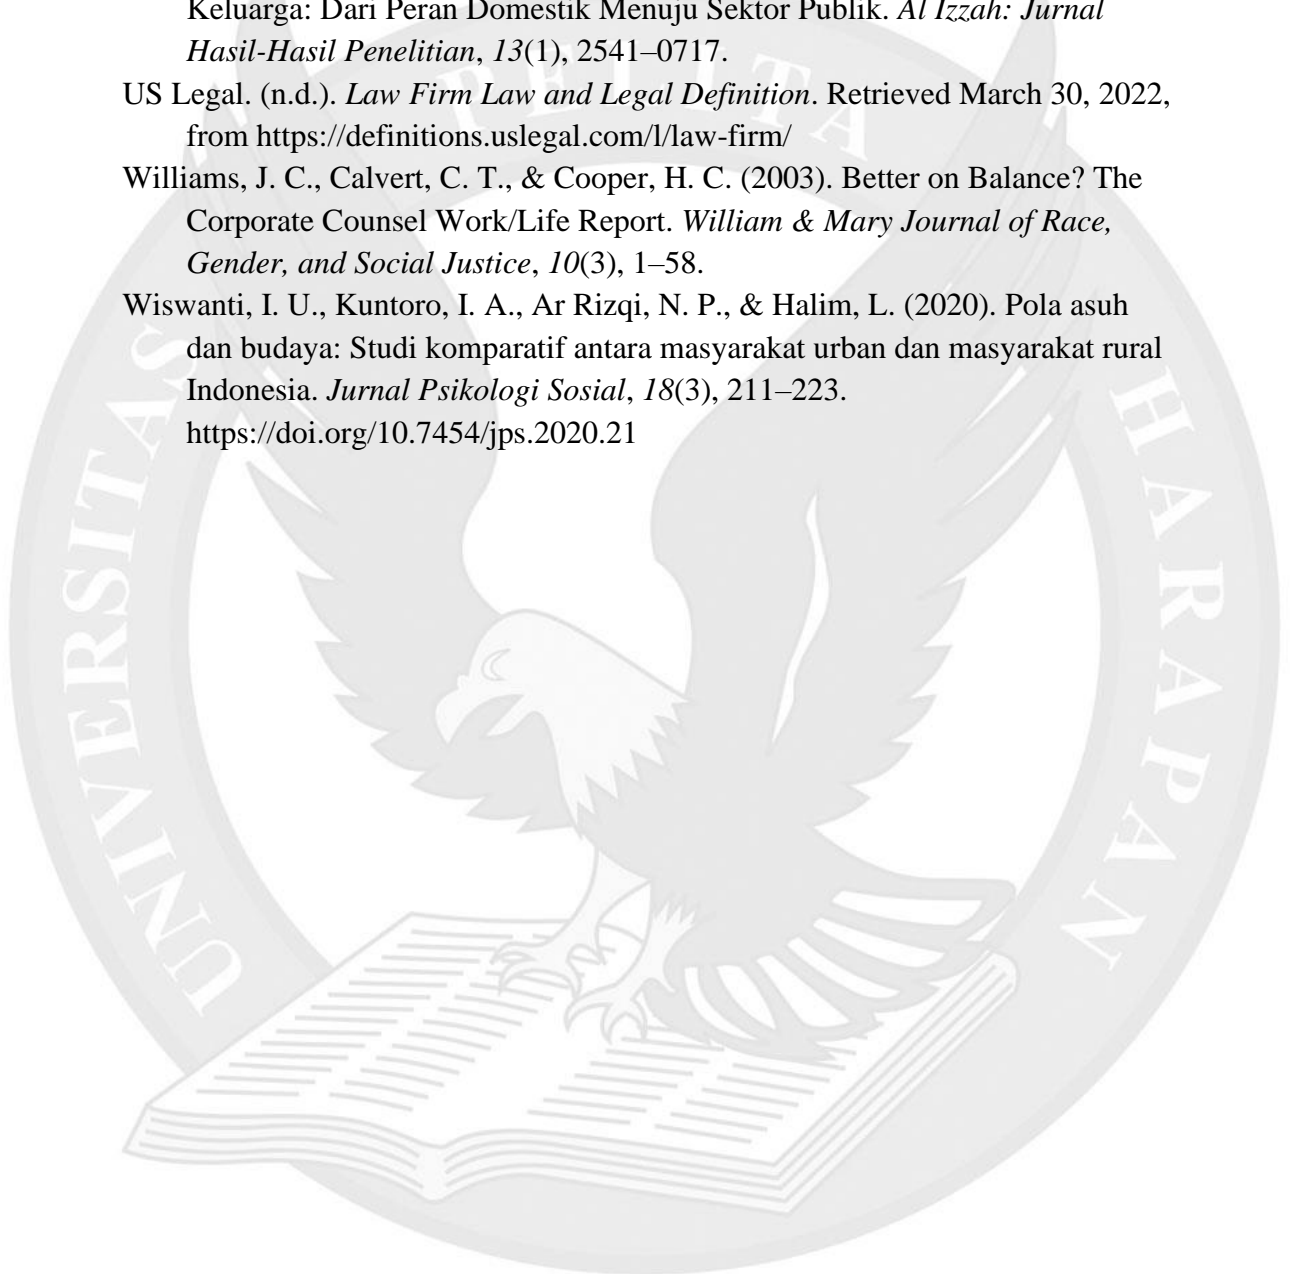 Keluarga: Dari Peran Domestik Menuju Sektor Publik. Al Izzah: Jurnal
Hasil-Hasil Penelitian, 13(1), 2541–0717.
US Legal. (n.d.). Law Firm Law and Legal Definition. Retrieved March 30, 2022,
from https://definitions.uslegal.com/l/law-firm/
Williams, J. C., Calvert, C. T., & Cooper, H. C. (2003). Better on Balance? The
Corporate Counsel Work/Life Report. William & Mary Journal of Race,
Gender, and Social Justice, 10(3), 1–58.
Wiswanti, I. U., Kuntoro, I. A., Ar Rizqi, N. P., & Halim, L. (2020). Pola asuh
dan budaya: Studi komparatif antara masyarakat urban dan masyarakat rural
Indonesia. Jurnal Psikologi Sosial, 18(3), 211–223.
https://doi.org/10.7454/jps.2020.21
UNIVERSITAS PELITA HARAPAN